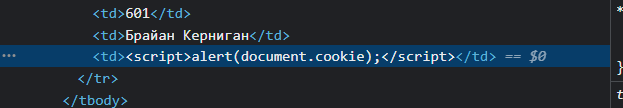 <td>601</td>
<td>Брайан Керниган</td>
*
… <td><script>alert(document.cookie);</script></td> == $0
</tr>
}
</tbody>
t